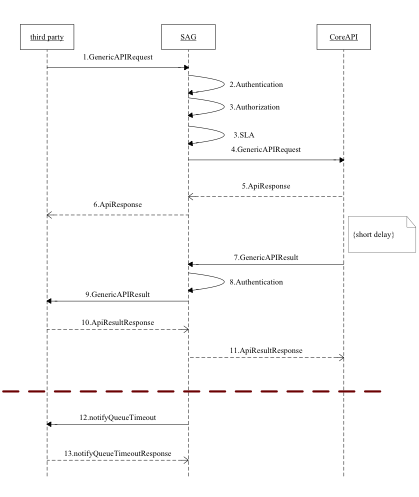 third party
SAG
CoreAPI
1.GenericAPIRequest
2.Authentication
3.Authorization
3.SLA
4.GenericAPIRequest
5.ApiResponse
6.ApiResponse
{short delay}
7.GenericAPIResult
8.Authentication
9.GenericAPIResult
10.ApiResultResponse
11.ApiResultResponse
12.notifyQueueTimeout
13.notifyQueueTimeoutResponse